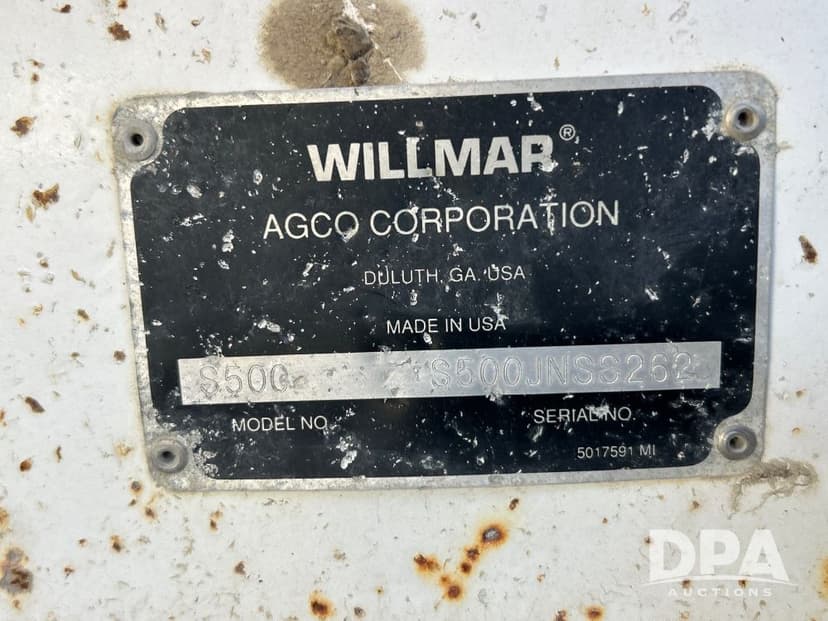 WILLMAR®
AGCO CORPORATION
DULUTH, GA. USA
MADE IN USA
S500 S500JNSS262
MODEL NO. SERIAL NO.
5017591 MI
DPA
AUCTIONS